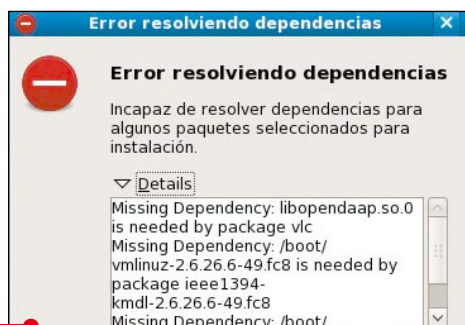 Error resolviendo dependencias
Error resolviendo dependencias
Incapaz de resolver dependencias para
algunos paquetes seleccionados para
instalación.
Details
Missing Dependency: libopendaap.so.0
is needed by package vlc
Missing Dependency: /boot/
vmlinuz-2.6.26.6-49.fc8 is needed by
package ieee1394-
kmdl-2.6.26.6-49.fc8
Missing Dependency: /boot/